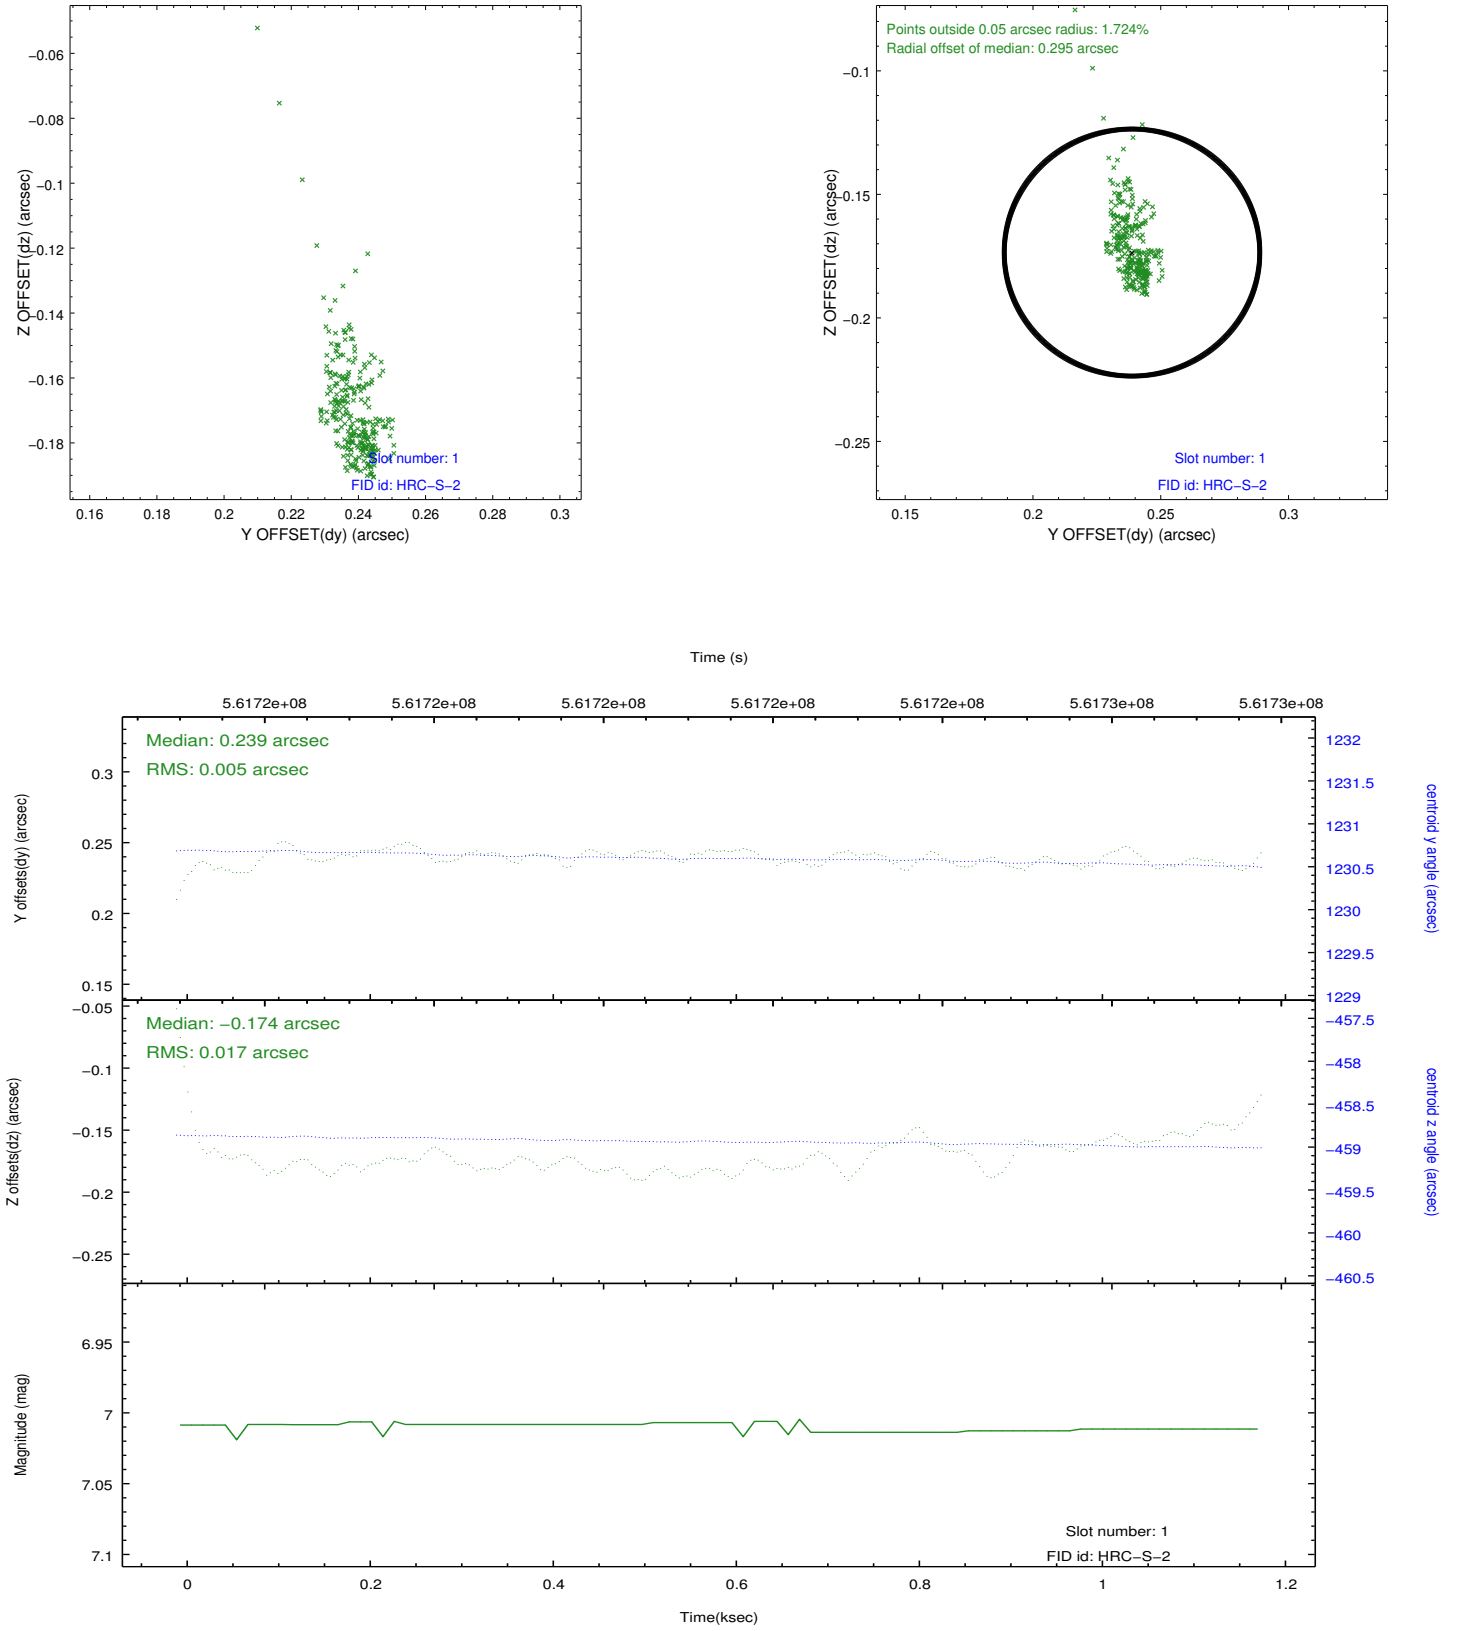 −0.06
−0.08
−0.1
−0.12
−0.14
−0.16
−0.18
Z OFFSET(dz) (arcsec)
Slot number: 1
FID id: HRC−S−2
0.16 0.18 0.2 0.22 0.24 0.26 0.28 0.3
Y OFFSET(dy) (arcsec)
Points outside 0.05 arcsec radius: 1.724%
Radial offset of median: 0.295 arcsec
−0.1
−0.15
−0.2
−0.25
Z OFFSET(dz) (arcsec)
Slot number: 1
FID id: HRC−S−2
0.15 0.2 0.25 0.3
Y OFFSET(dy) (arcsec)
Time (s)
5.6172e+08 5.6172e+08 5.6172e+08 5.6172e+08 5.6172e+08 5.6173e+08 5.6173e+08
Median: 0.239 arcsec
RMS: 0.005 arcsec
0.3
0.25
0.2
0.15
Y offsets(dy) (arcsec)
1232
1231.5
1231
1230.5
1230
1229.5
1229
centroid y angle (arcsec)
Median: −0.174 arcsec
RMS: 0.017 arcsec
−0.05
−0.1
−0.15
−0.2
−0.25
Z offsets(dz) (arcsec)
−457.5
−458
−458.5
−459
−459.5
−460
−460.5
centroid z angle (arcsec)
6.95
7
7.05
7.1
Magnitude (mag)
Slot number: 1
FID id: HRC−S−2
0 0.2 0.4 0.6 0.8 1 1.2
Time(ksec)